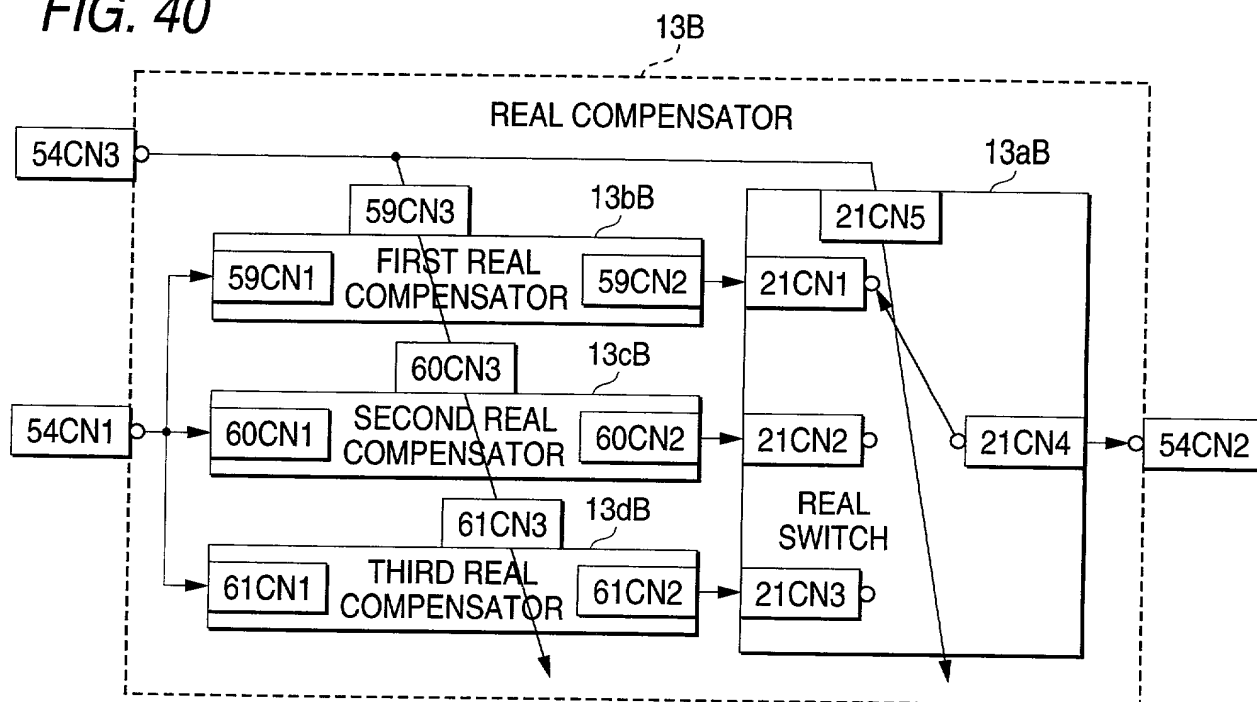 FIG. 40
13B
REAL COMPENSATOR
54CN3
13aB
59CN3
13bB
21CN5
59CN1
FIRST REAL
COMPENSATOR
59CN2
21CN1
60CN3
13cB
54CN1
60CN1
SECOND REAL
COMPENSATOR
60CN2
21CN2
21CN4
54CN2
61CN3
13dB
REAL
SWITCH
61CN1
THIRD REAL
COMPENSATOR
61CN2
21CN3